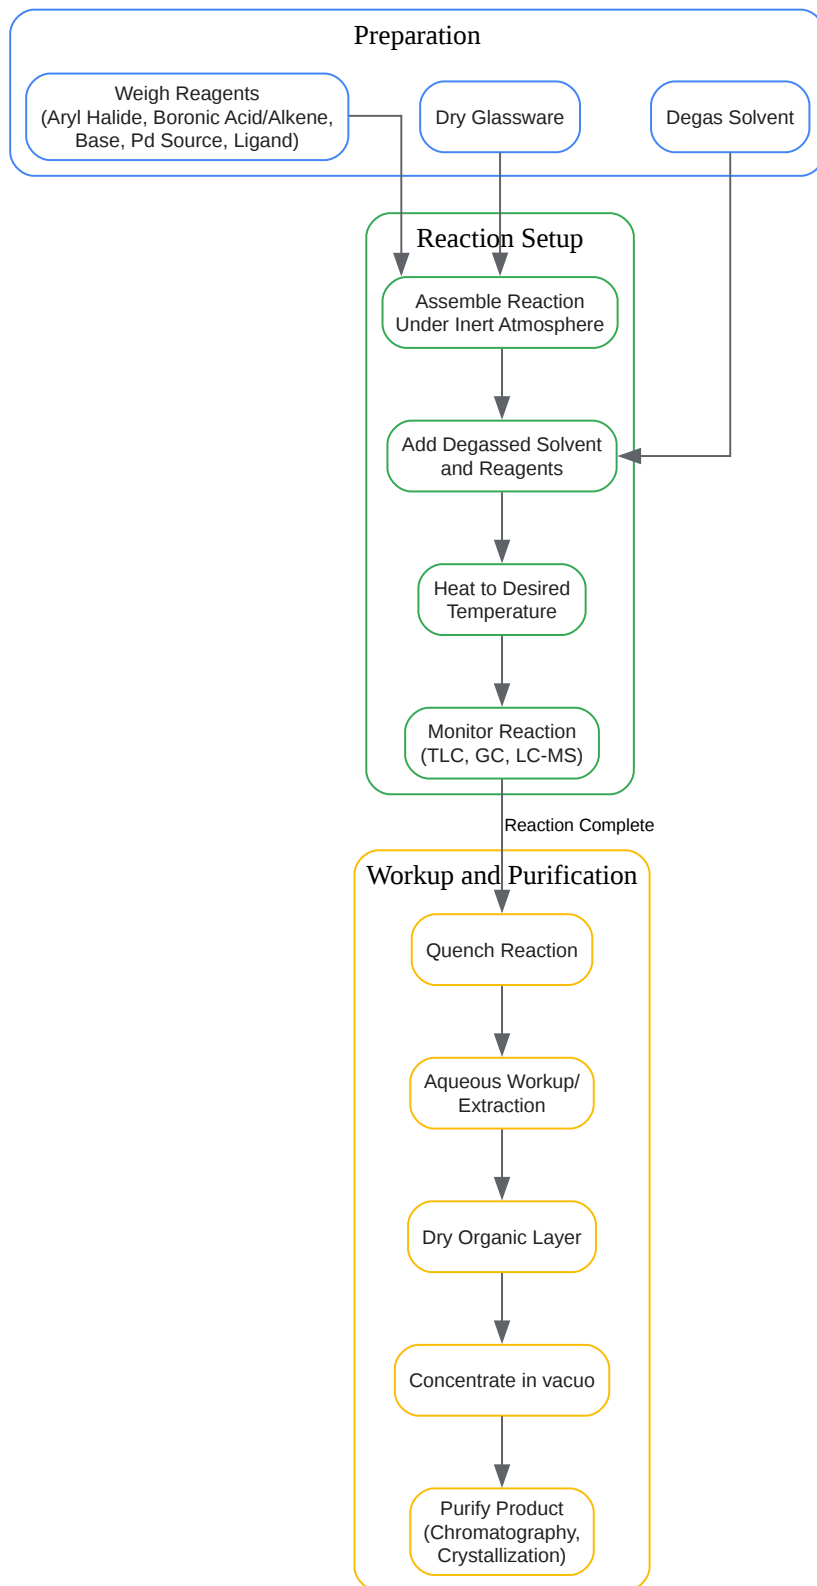 Preparation
Weigh Reagents
(Aryl Halide, Boronic Acid/Alkene,
Base, Pd Source, Ligand)
Dry Glassware
Degas Solvent
Reaction Setup
Assemble Reaction
Under Inert Atmosphere
Add Degassed Solvent
and Reagents
Heat to Desired
Temperature
Monitor Reaction
(TLC, GC, LC-MS)
Reaction Complete
Workup and Purification
Quench Reaction
Aqueous Workup/
Extraction
Dry Organic Layer
Concentrate in vacuo
Purify Product
(Chromatography,
Crystallization)